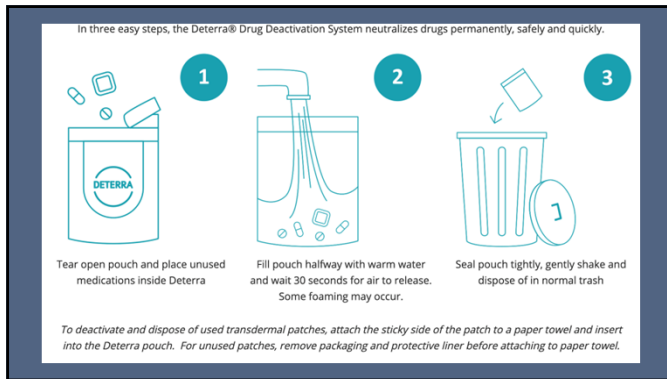 In three easy steps, the Deterra® Drug Deactivation System neutralizes drugs permanently, safely and quickly.
1
2
3
DETERRA
Tear open pouch and place unused
medications inside Deterra
Fill pouch halfway with warm water
and wait 30 seconds for air to release.
Some foaming may occur.
Seal pouch tightly, gently shake and
dispose of in normal trash
To deactivate and dispose of used transdermal patches, attach the sticky side of the patch to a paper towel and insert
into the Deterra pouch. For unused patches, remove packaging and protective liner before attaching to paper towel.